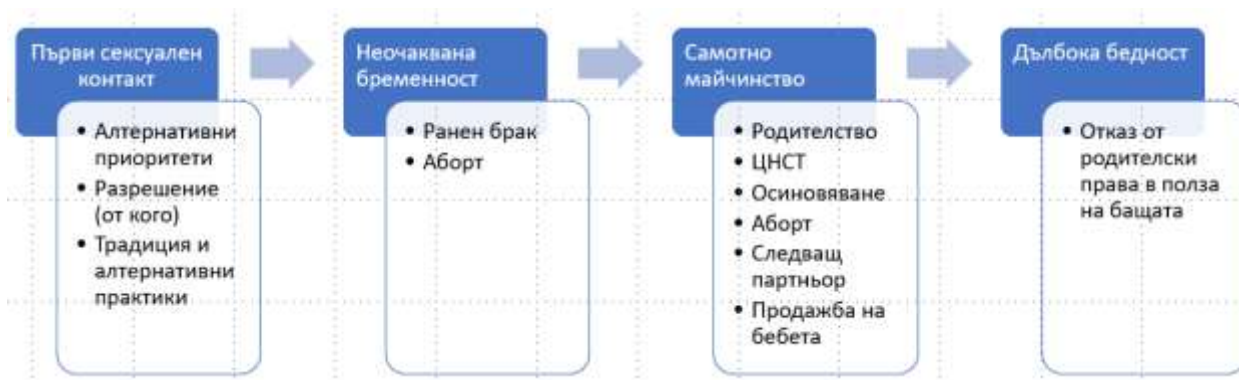 Първи сексуален
контакт
• Алтернативни
приоритети
• Разрешение
(от кого)
• Традиция и
алтернативни
практики
Неочаквана
бременност
• Ранен брак
• Аборт
Самотно
майчинство
• Родителство
• ЦНСТ
• Осиновяване
• Аборт
• Следващ
партньор
• Продажба на
бебета
Дълбока бедност
• Отказ от
родителски
права в полза
на бащата